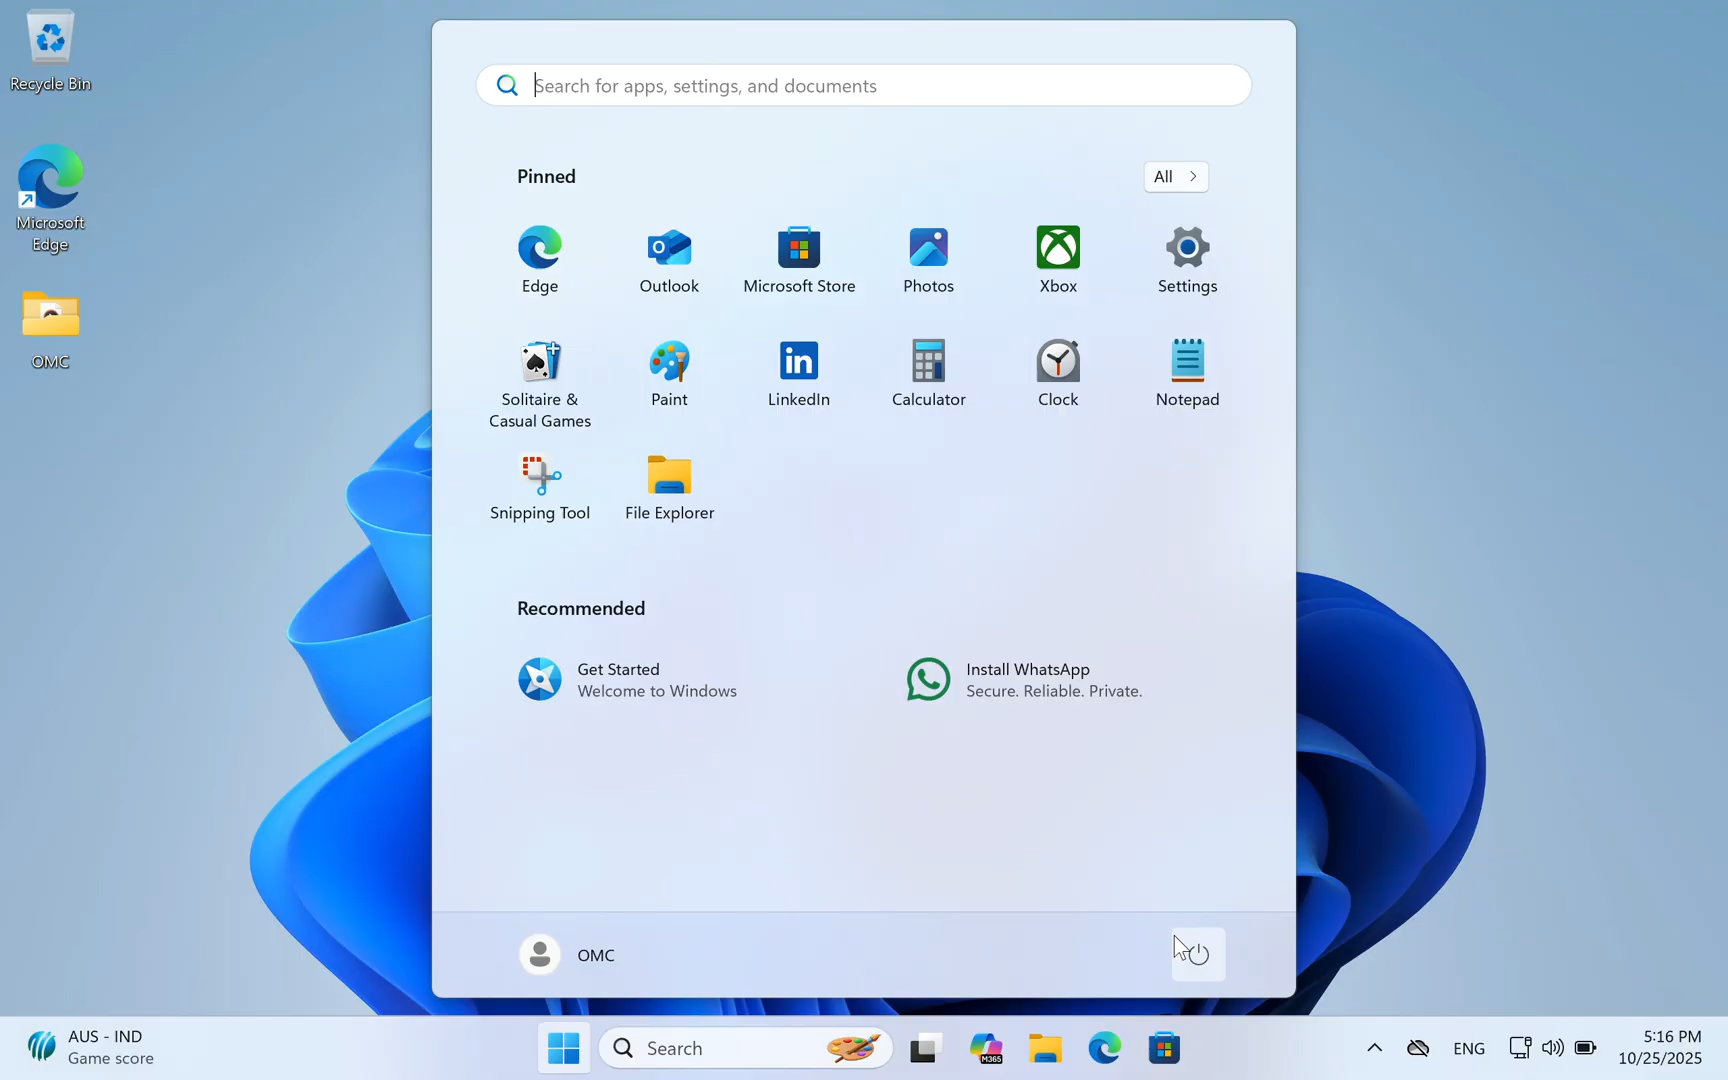 Recycle Bin
Microsoft
Edge
OMC
Search for apps, settings, and documents
Pinned
All
Edge
Outlook
Microsoft Store
Photos
Xbox
Settings
Solitaire &
Casual Games
Paint
LinkedIn
Calculator
Clock
Notepad
Snipping Tool
File Explorer
Recommended
Get Started
Welcome to Windows
Install WhatsApp
Secure. Reliable. Private.
OMC
AUS - IND
Game score
Search
M365
ENG
5:16 PM
10/25/2025